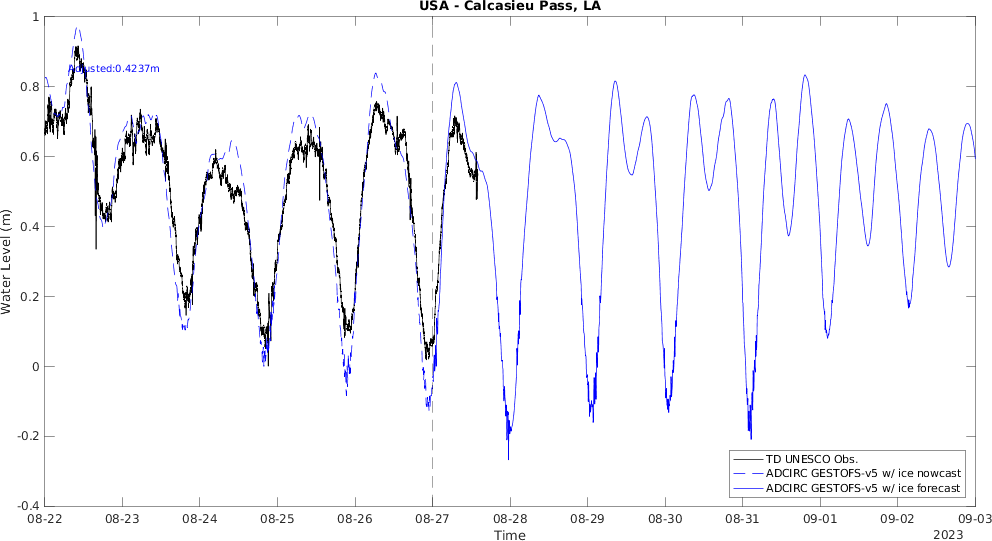 USA - Calcasieu Pass, LA
1
0.8
0.6
0.4
0.2
0
-0.2
-0.4
Water Level (m)
Adjusted:0.4237m
TD UNESCO Obs.
ADCIRC GESTOFS-v5 w/ ice nowcast
ADCIRC GESTOFS-v5 w/ ice forecast
08-22 08-23 08-24 08-25 08-26 08-27 08-28 08-29 08-30 08-31 09-01 09-02 09-03
Time
2023